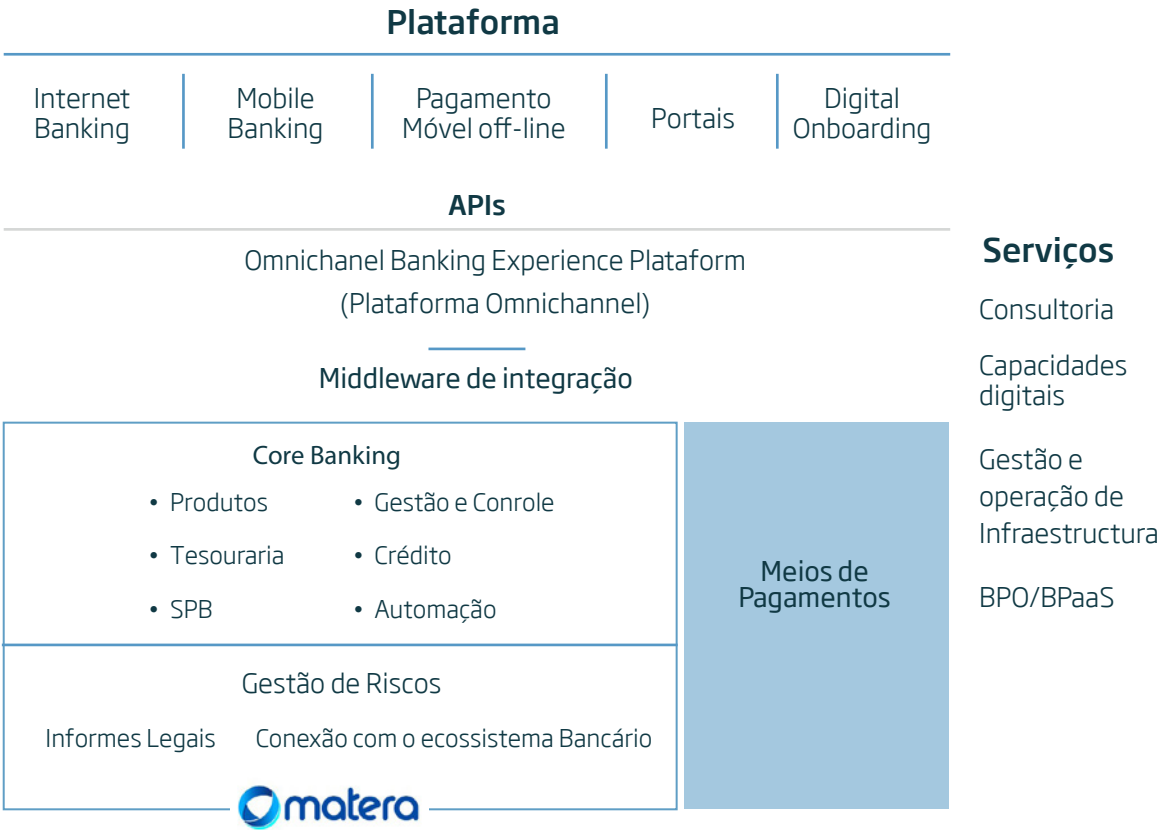 Plataforma
Internet
Banking
Mobile
Banking
Pagamento
Móvel off-line
Portais
Digital
Onboarding
APIs
Omnichanel Banking Experience Plataform
(Plataforma Omnichannel)
Middleware de integração
Core Banking
• Produtos
• Gestão e Conrole
• Tesouraria
• Crédito
• SPB
• Automação
Gestão de Riscos
Informes Legais
Conexão com o ecossistema Bancário
matera
Meios de
Pagamentos
Serviços
Consultoria
Capacidades
digitais
Gestão e
operação de
Infraestructura
BPO/BPaaS